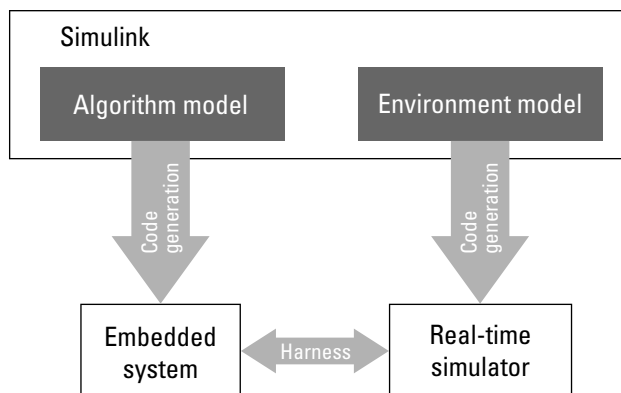 Simulink
Algorithm model
Environment model
Code
generation
Code
generation
Embedded
system
Harness
Real-time
simulator